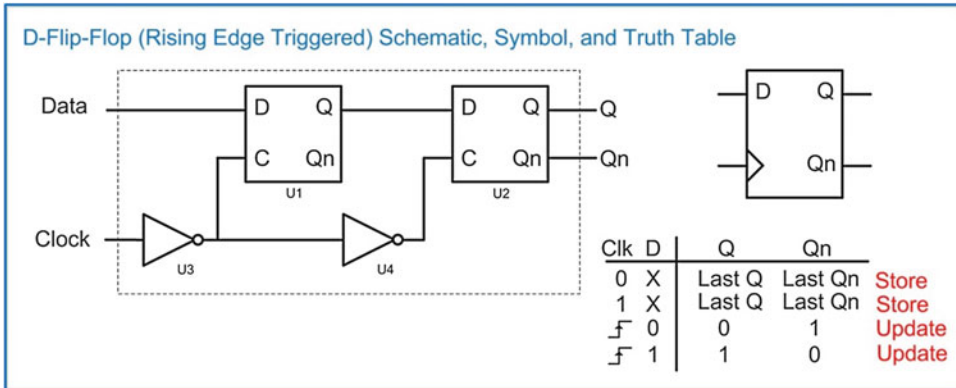 D-Flip-Flop (Rising Edge Triggered) Schematic, Symbol, and Truth Table
Data
D Q
C Qn
U1
D Q
C Qn
U2
Q
Qn
Clock
U3
U4
D Q
Qn
Clk D Q Qn
0 X Last Q Last Qn Store
1 X Last Q Last Qn Store
0 0 1 Update
1 1 0 Update